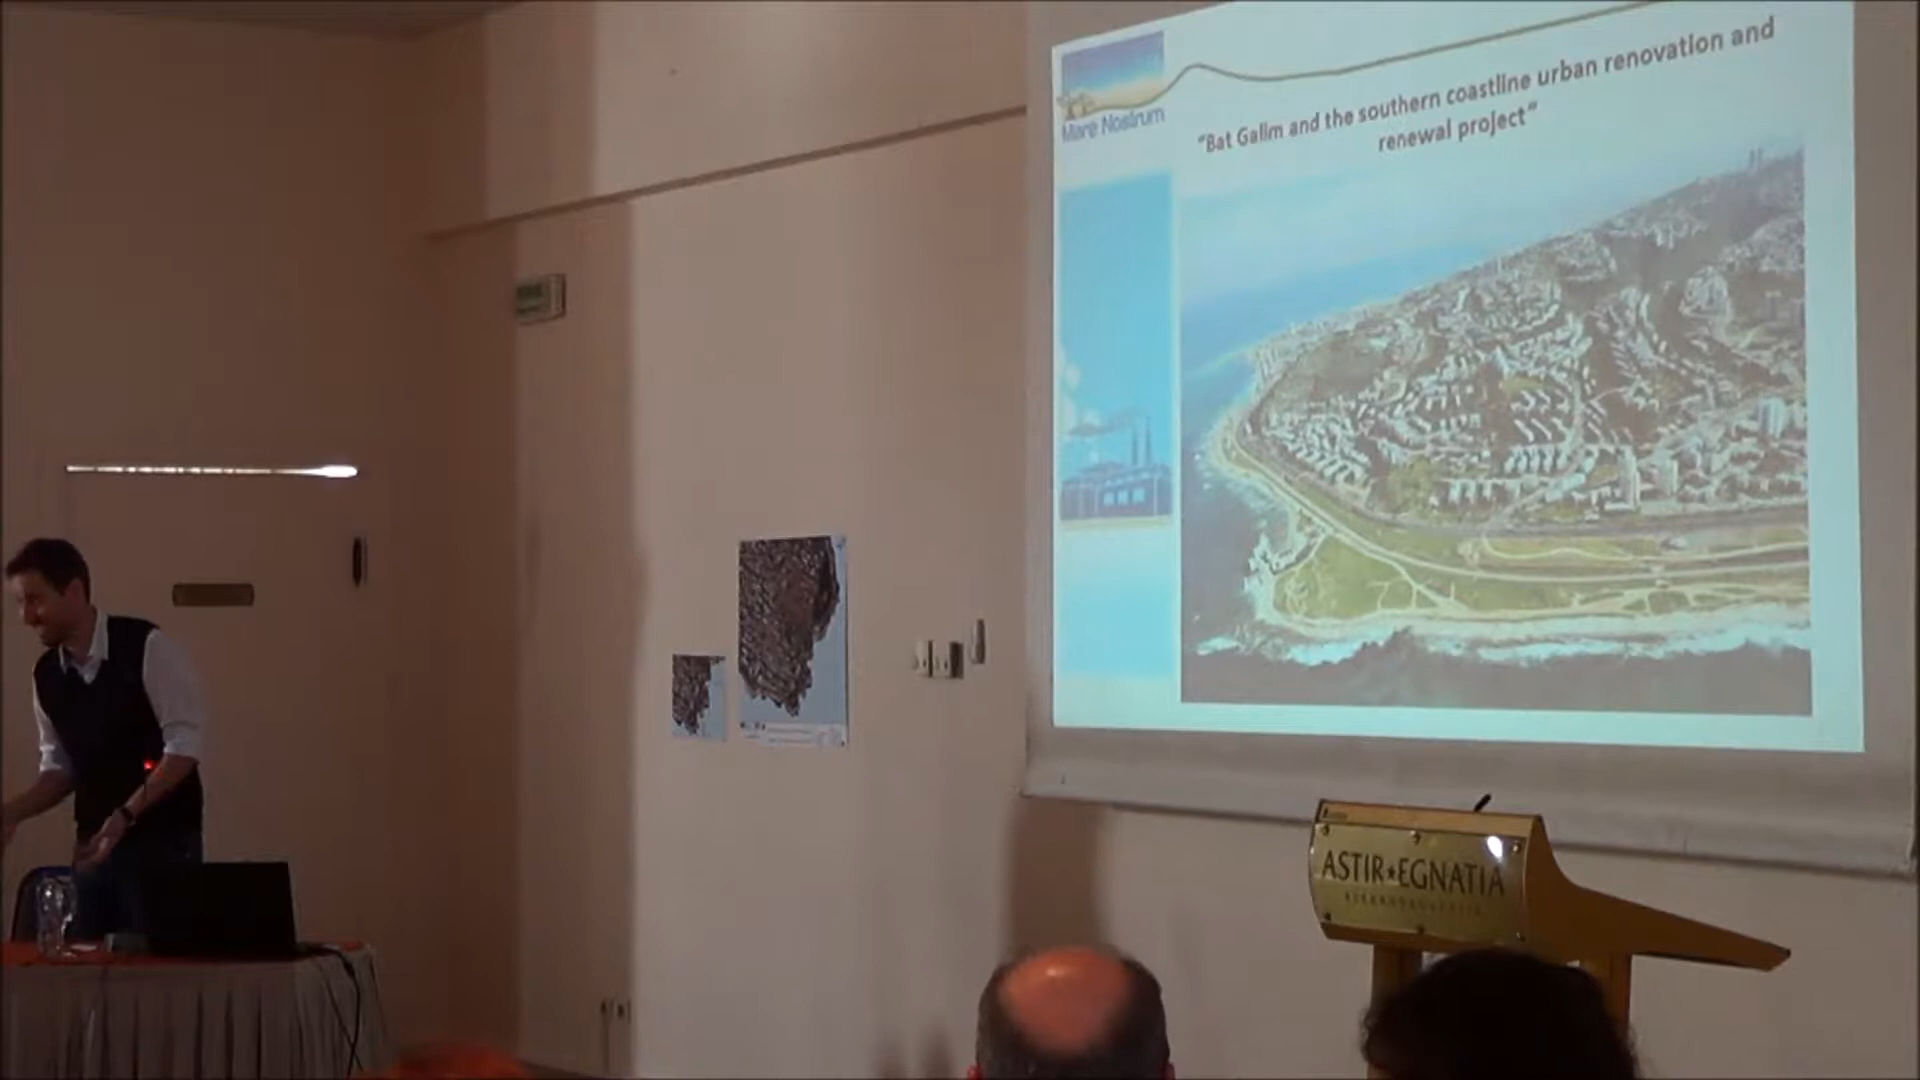 Mare Nostrum
"Bat Galim and the southern coastline urban renovation and
renewal project"
ASTIR★EGNATIA